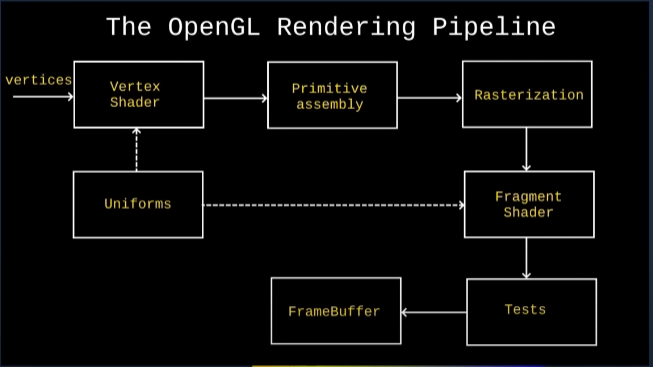 The OpenGL Rendering Pipeline
vertices
Vertex
Shader
Primitive
assembly
Rasterization
Uniforms
Fragment
Shader
FrameBuffer
Tests